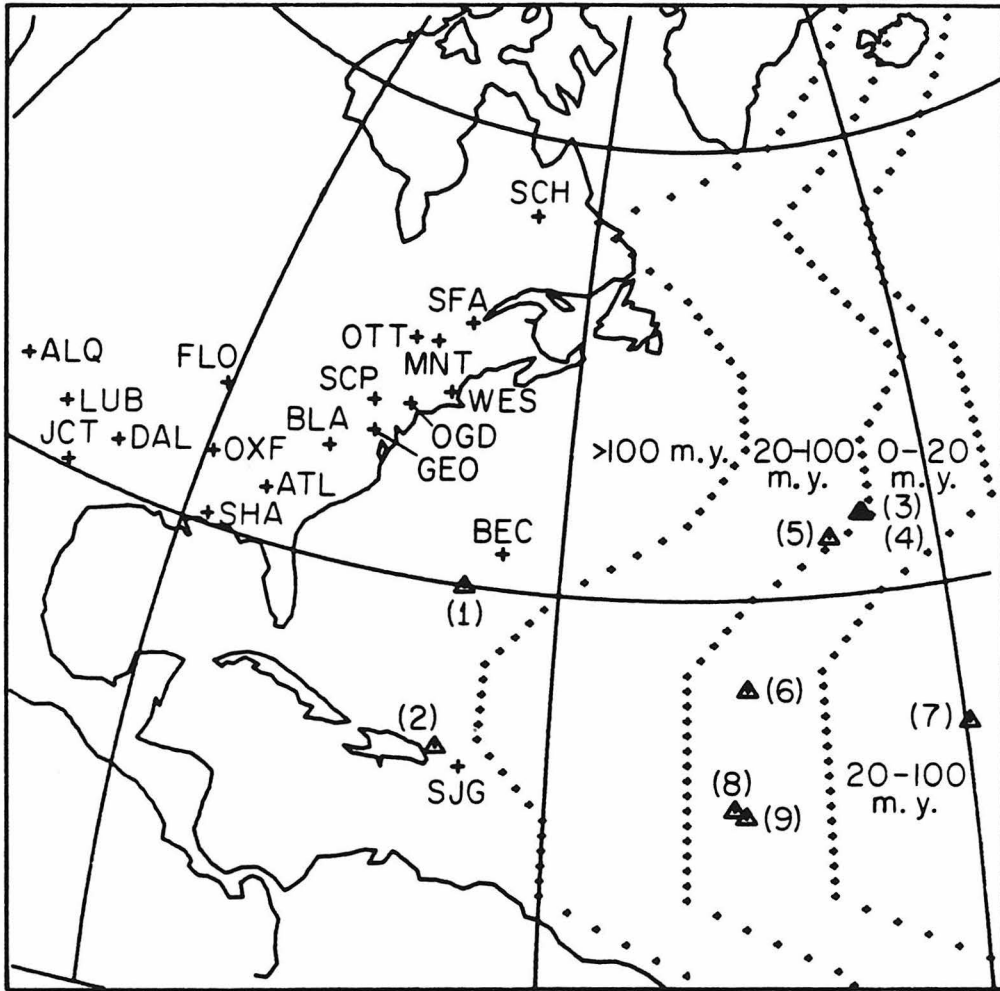 SCH
SFA
OTT
MNT
ALQ
FLO
SCP
WES
LUB
BLA
OGD
JCT
DAL
OXF
GEO
>100 m.y.
20-100
m.y.
0-20
m.y.
ATL
SHA
(3)
(4)
(5)
BEC
(1)
(6)
(7)
(2)
SJG
20-100
m.y.
(8)
(9)